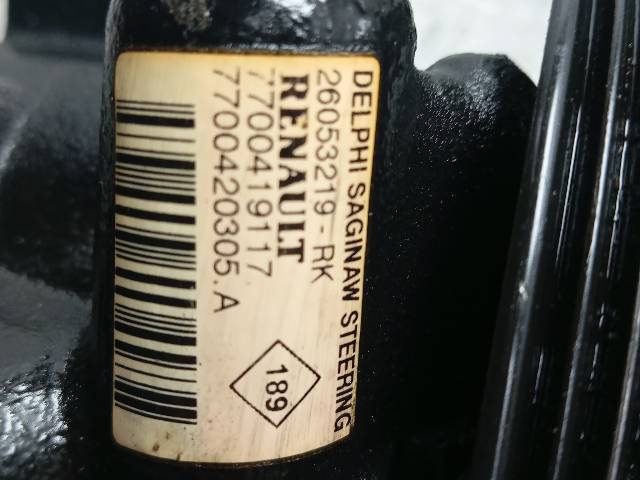 DELPHI SAGINAW STEERING
26053219-RK
RENAULT
7700419117
7700420305.A
189